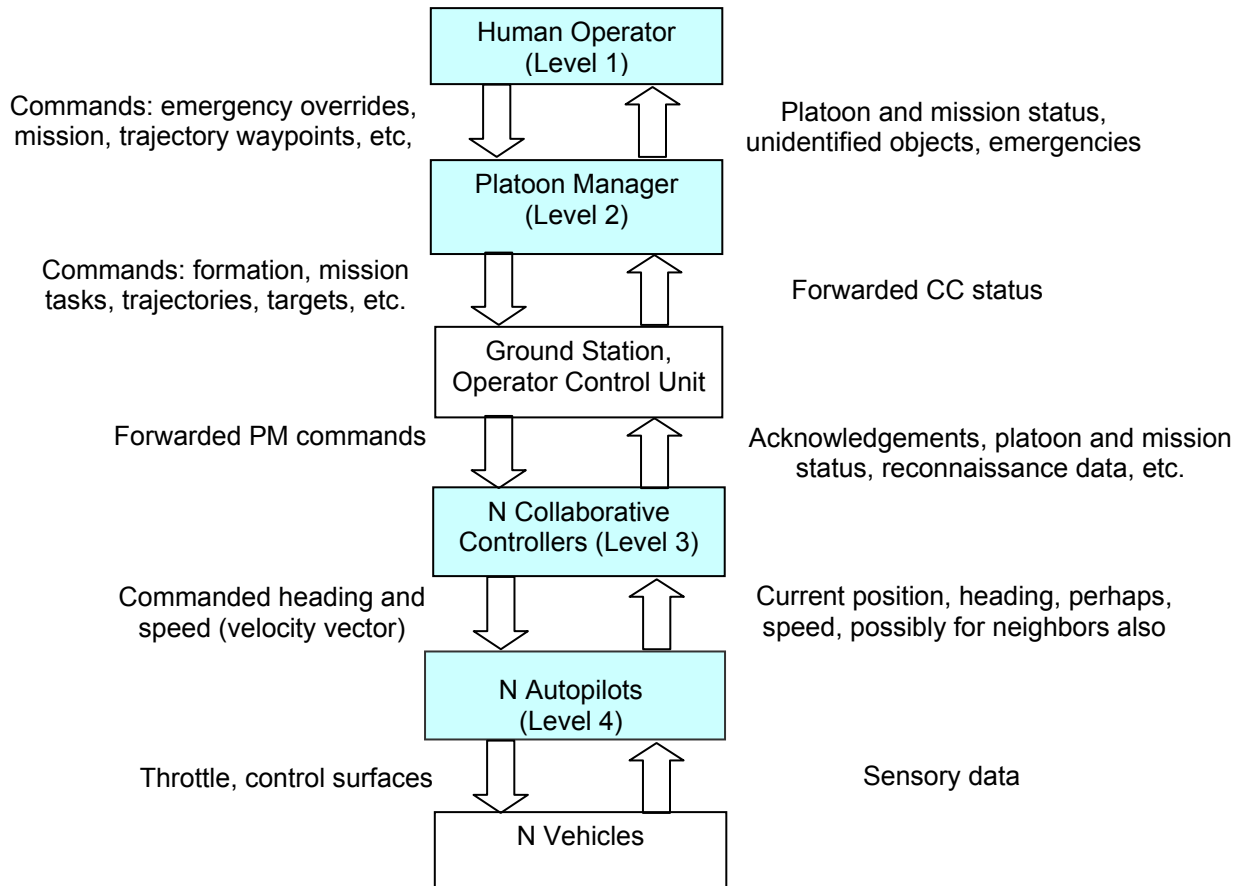 Human Operator
(Level 1)
Commands: emergency overrides,
mission, trajectory waypoints, etc,
Platoon and mission status,
unidentified objects, emergencies
Platoon Manager
(Level 2)
Commands: formation, mission
tasks, trajectories, targets, etc.
Forwarded CC status
Ground Station,
Operator Control Unit
Forwarded PM commands
Acknowledgements, platoon and mission
status, reconnaissance data, etc.
N Collaborative
Controllers (Level 3)
Commanded heading and
speed (velocity vector)
Current position, heading, perhaps,
speed, possibly for neighbors also
N Autopilots
(Level 4)
Throttle, control surfaces
Sensory data
N Vehicles